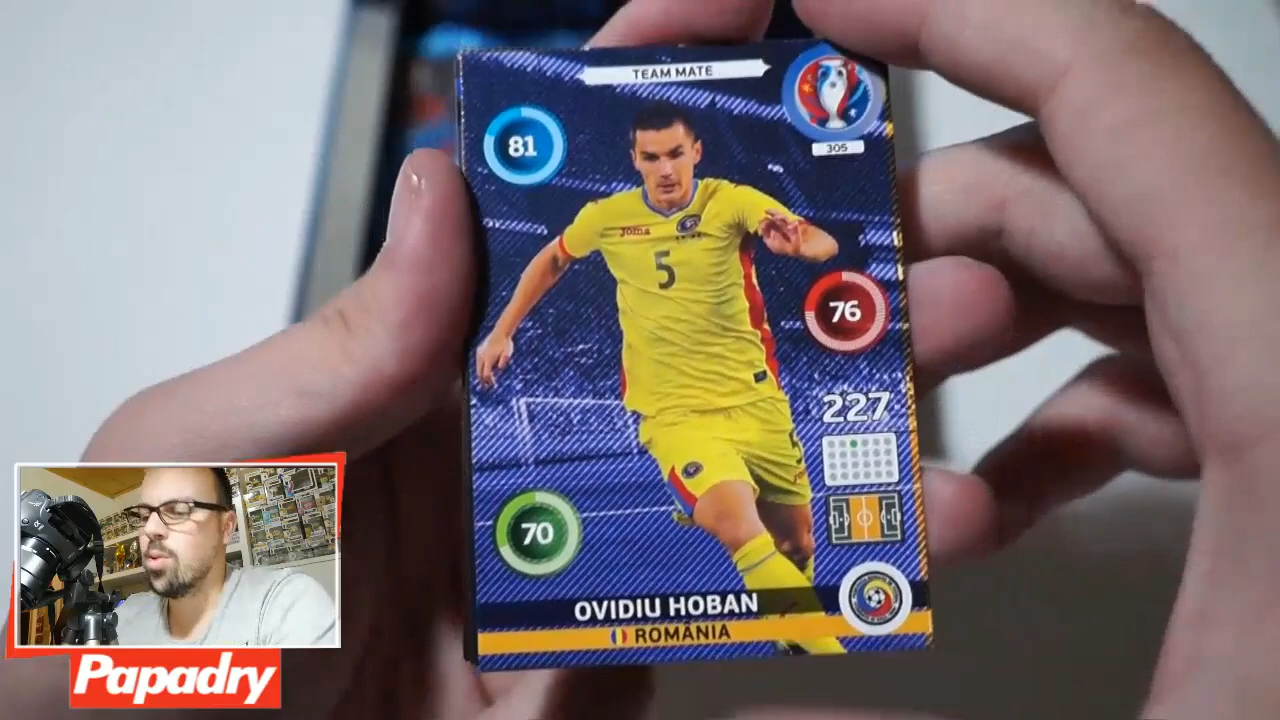 TEAM MATE
81
305
Joma
5
76
227
70
OVIDIU HOBAN
ROMÂNIA
Papadry